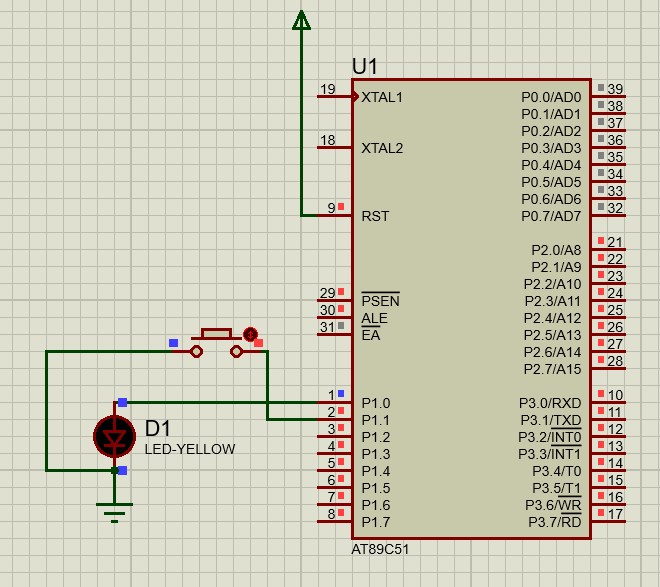 U1
19 XTAL1 P0.0/AD0 39
P0.1/AD1 38
P0.2/AD2 37
18 XTAL2 P0.3/AD3 36
P0.4/AD4 35
P0.5/AD5 34
P0.6/AD6 33
9 RST P0.7/AD7 32
P2.0/A8 21
P2.1/A9 22
P2.2/A10 23
29 PSEN P2.3/A11 24
30 ALE P2.4/A12 25
31 EA P2.5/A13 26
P2.6/A14 27
P2.7/A15 28
1 P1.0 P3.0/RXD 10
2 P1.1 P3.1/TXD 11
3 P1.2 P3.2/INT0 12
4 P1.3 P3.3/INT1 13
5 P1.4 P3.4/T0 14
6 P1.5 P3.5/T1 15
7 P1.6 P3.6/WR 16
8 P1.7 P3.7/RD 17
AT89C51
D1
LED-YELLOW